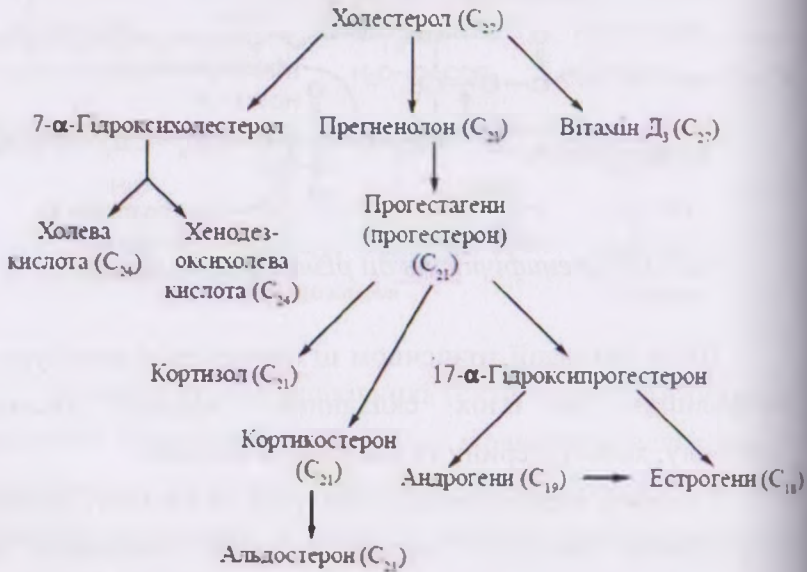 Холестерол (C₂₇)
7-α-Гідроксихолестерол
Прегненолон (C₂₁)
Вітамін Д₃ (C₂₇)
Холева
кислота (C₂₄)
Хенодез-
оксихолева
кислота (C₂₄)
Прогестагени
(прогестерон)
(C₂₁)
Кортизол (C₂₁)
17-α-Гідроксипрогестерон
Кортикостерон
(C₂₁)
Андрогени (C₁₉)
Естрогени (C₁₈)
Альдостерон (C₂₁)